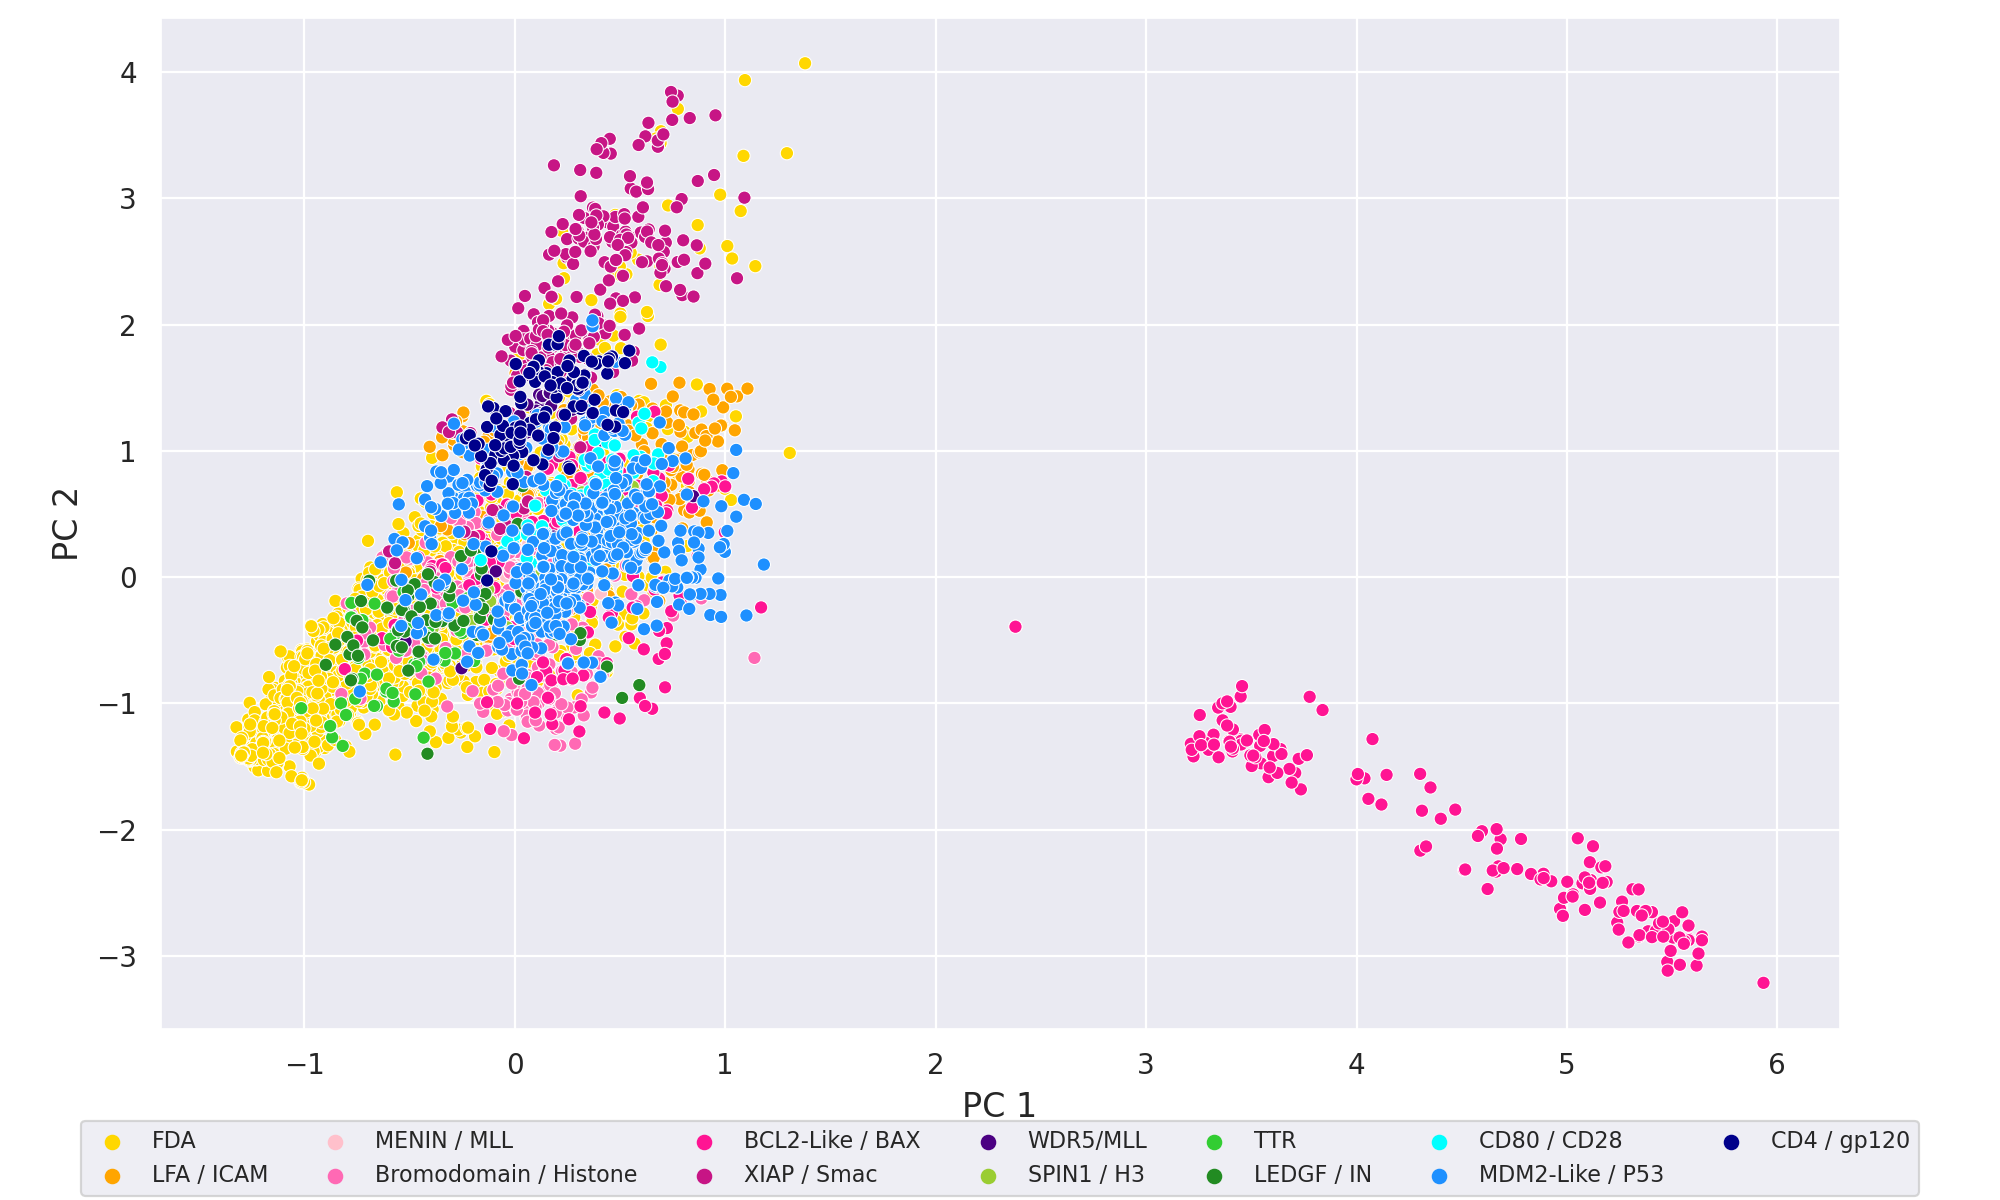 4
3
2
1
0
−1
−2
−3
PC 2
−1 0 1 2 3 4 5 6
PC 1
FDA MENIN / MLL BCL2-Like / BAX WDR5/MLL TTR CD80 / CD28 CD4 / gp120
LFA / ICAM Bromodomain / Histone XIAP / Smac SPIN1 / H3 LEDGF / IN MDM2-Like / P53